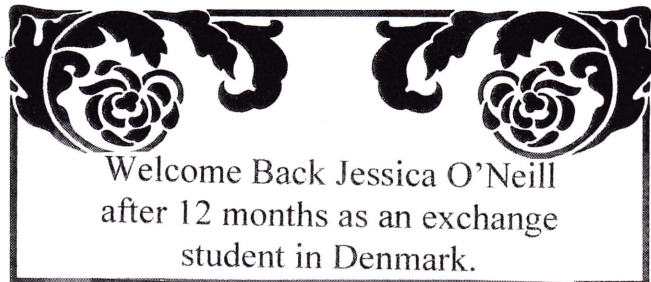 Welcome Back Jessica O'Neill
after 12 months as an exchange
student in Denmark.